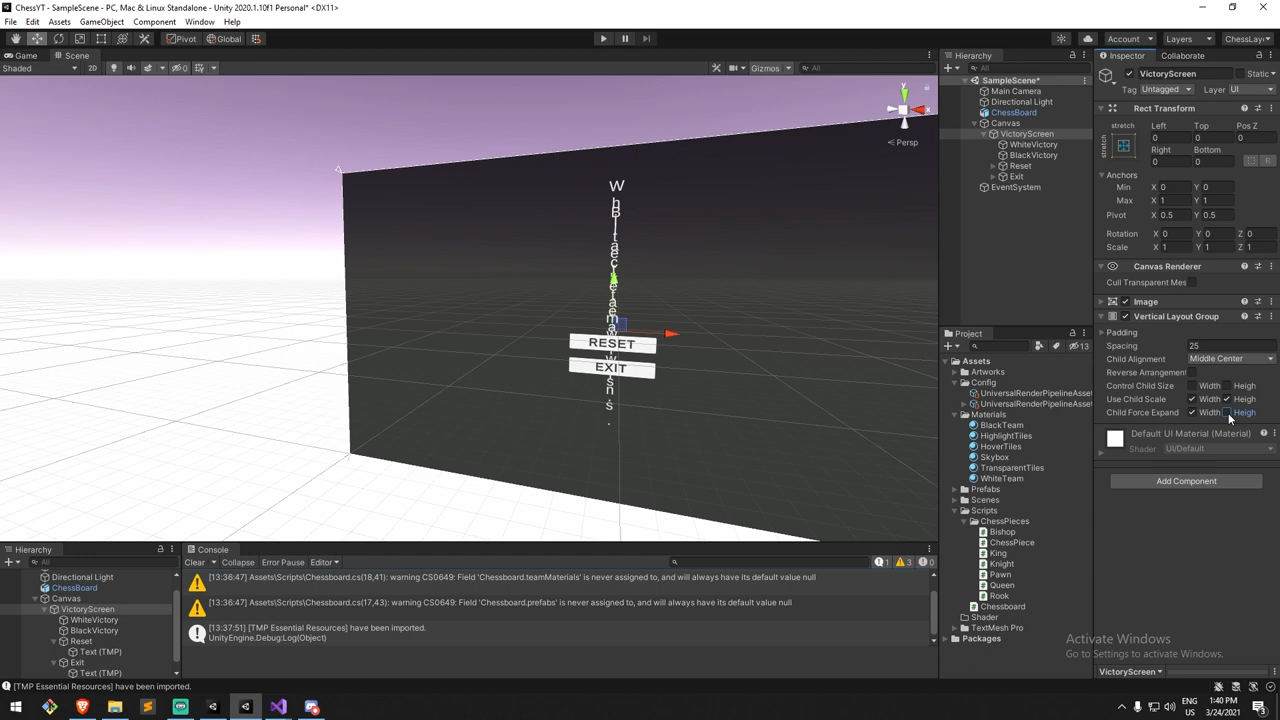 ChessYT - SampleScene - PC, Mac & Linux Standalone - Unity 2020.1.10f1 Personal* <DX11>
File Edit Assets GameObject Component Window Help
Pivot Global Account Layers ChessLay
Game Scene
Shaded 2D 0 Gizmos All
y
x
Persp
RESET
EXIT
Hierarchy
All
SampleScene*
Main Camera
Directional Light
ChessBoard
Canvas
VictoryScreen
WhiteVictory
BlackVictory
Reset
Exit
EventSystem
Project
13
Assets
Artworks
Config
UniversalRenderPipelineAsset
UniversalRenderPipelineAsset
Materials
BlackTeam
HighlightTiles
HoverTiles
Skybox
TransparentTiles
WhiteTeam
Prefabs
Scenes
Scripts
ChessPieces
Bishop
ChessPiece
King
Knight
Pawn
Queen
Rook
Chessboard
Shader
TextMesh Pro
Packages
Inspector Collaborate
VictoryScreen Static
Tag Untagged Layer UI
Rect Transform
stretch Left Top Pos Z
stretch 0 0 0
Right Bottom
0 0 R
Anchors
Min X 0 Y 0
Max X 1 Y 1
Pivot X 0.5 Y 0.5
Rotation X 0 Y 0 Z 0
Scale X 1 Y 1 Z 1
Canvas Renderer
Cull Transparent Mes
Image
Vertical Layout Group
Padding
Spacing 25
Child Alignment Middle Center
Reverse Arrangement
Control Child Size Width Heigh
Use Child Scale Width Heigh
Child Force Expand Width Heigh
Default UI Material (Material)
Shader UI/Default
Add Component
Activate Windows
Go to Settings to activate Windows.
VictoryScreen
Hierarchy
All
Directional Light
ChessBoard
Canvas
VictoryScreen
WhiteVictory
BlackVictory
Reset
Text (TMP)
Exit
Text (TMP)
Console
Clear Collapse Error Pause Editor 1 3 0
[13:36:47] Assets\Scripts\Chessboard.cs(18,41): warning CS0649: Field 'Chessboard.teamMaterials' is never assigned to, and will always have its default value null
[13:36:47] Assets\Scripts\Chessboard.cs(17,43): warning CS0649: Field 'Chessboard.prefabs' is never assigned to, and will always have its default value null
[13:37:51] [TMP Essential Resources] have been imported.
UnityEngine.Debug:Log(Object)
[TMP Essential Resources] have been imported.
ENG
US
1:40 PM
3/24/2021
3